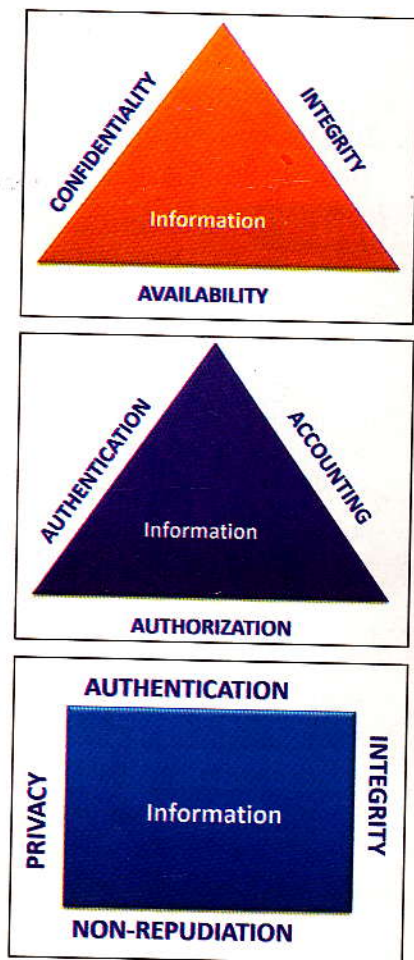 CONFIDENTIALITY
INTEGRITY
Information
AVAILABILITY
AUTHENTICATION
ACCOUNTING
Information
AUTHORIZATION
AUTHENTICATION
PRIVACY
Information
INTEGRITY
NON-REPUDIATION